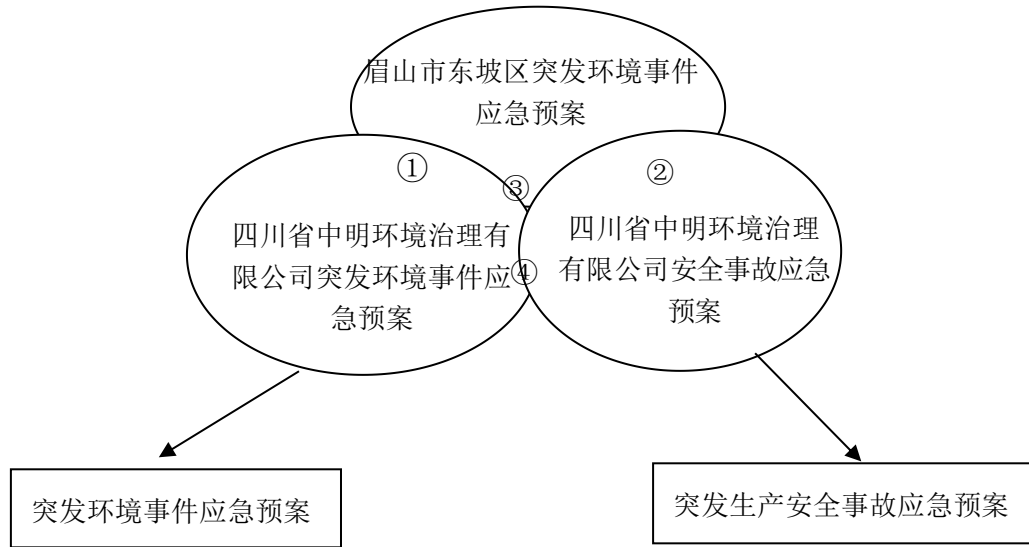 眉山市东坡区突发环境事件
应急预案
①
②
③
四川省中明环境治理有
限公司突发环境事件应
急预案
四川省中明环境治理
有限公司安全事故应急
预案
④
突发环境事件应急预案
突发生产安全事故应急预案